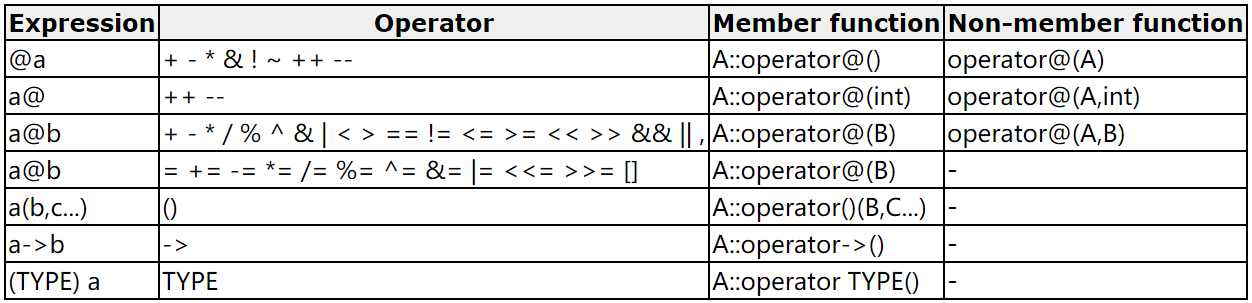 Expression Operator Member function Non-member function
@a + - * & ! ~ ++ -- A::operator@() operator@(A)
a@ ++ -- A::operator@(int) operator@(A,int)
a@b + - * / % ^ & | < > == != <= >= << >> && || , A::operator@(B) operator@(A,B)
a@b = += -= *= /= %= ^= &= |= <<= >>= [] A::operator@(B) -
a(b,c...) () A::operator()(B,C...) -
a->b -> A::operator->() -
(TYPE) a TYPE A::operator TYPE() -